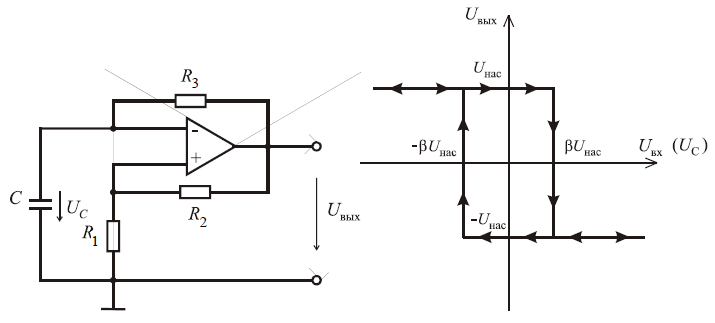 R3
-
+
C
UC
R1
R2
Uвых
Uвых
Uнас
-βUнас
βUнас
Uвх (UC)
-Uнас